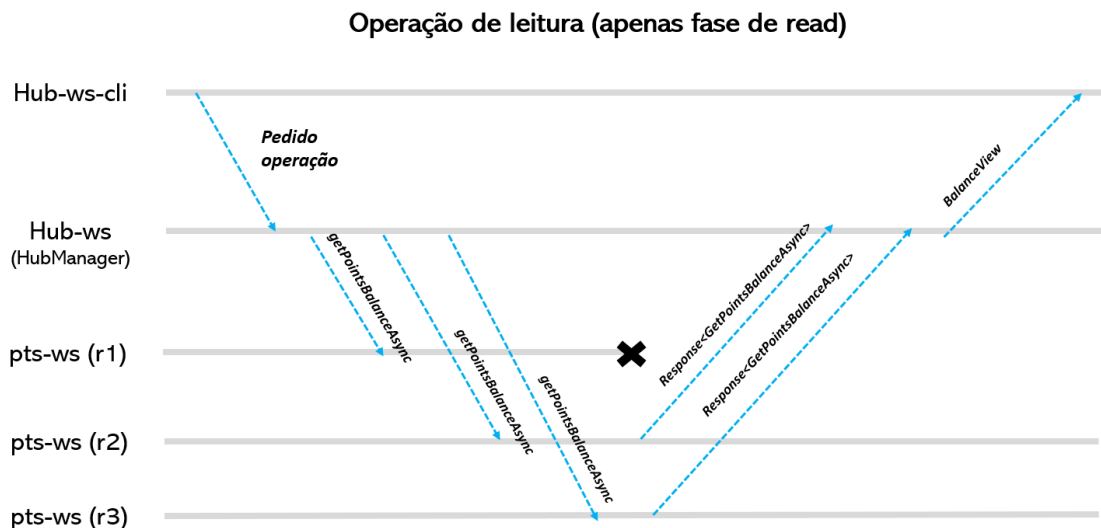 Operação de leitura (apenas fase de read)
Hub-ws-cli
Pedido
operação
BalanceView
Hub-ws
(HubManager)
getPointsBalanceAsync
getPointsBalanceAsync
getPointsBalanceAsync
Response<GetPointsBalanceAsync>
Response<GetPointsBalanceAsync>
pts-ws (r1)
pts-ws (r2)
pts-ws (r3)